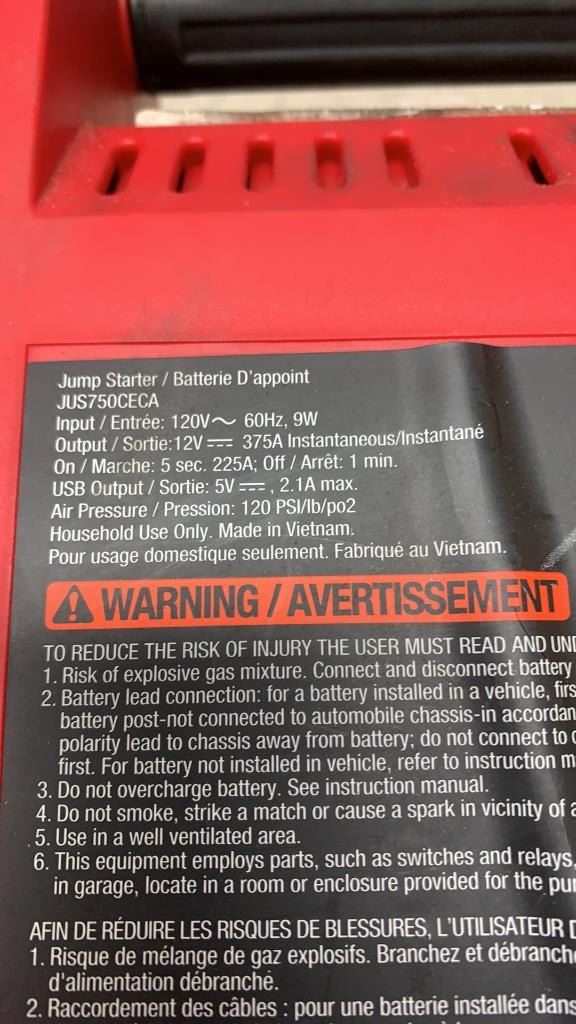 Jump Starter / Batterie D'appoint
JUS750CECA
Input / Entrée: 120V～ 60Hz, 9W
Output / Sortie:12V ⎓ 375A Instantaneous/Instantané
On / Marche: 5 sec. 225A; Off / Arrêt: 1 min.
USB Output / Sortie: 5V ⎓ , 2.1A max.
Air Pressure / Pression: 120 PSI/lb/po2
Household Use Only. Made in Vietnam.
Pour usage domestique seulement. Fabriqué au Vietnam.
WARNING / AVERTISSEMENT
TO REDUCE THE RISK OF INJURY THE USER MUST READ AND
1. Risk of explosive gas mixture. Connect and disconnect battery
2. Battery lead connection: for a battery installed in a vehicle,
battery post-not connected to automobile chassis-in
polarity lead to chassis away from battery; do not connect to
first. For battery not installed in vehicle, refer to instruction
3. Do not overcharge battery. See instruction manual.
4. Do not smoke, strike a match or cause a spark in vicinity of
5. Use in a well ventilated area.
6. This equipment employs parts, such as switches and relays,
in garage, locate in a room or enclosure provided for the
AFIN DE RÉDUIRE LES RISQUES DE BLESSURES, L'UTILISATEUR
1. Risque de mélange de gaz explosifs. Branchez et
d'alimentation débranché.
2. Raccordement des câbles : pour une batterie installée dans